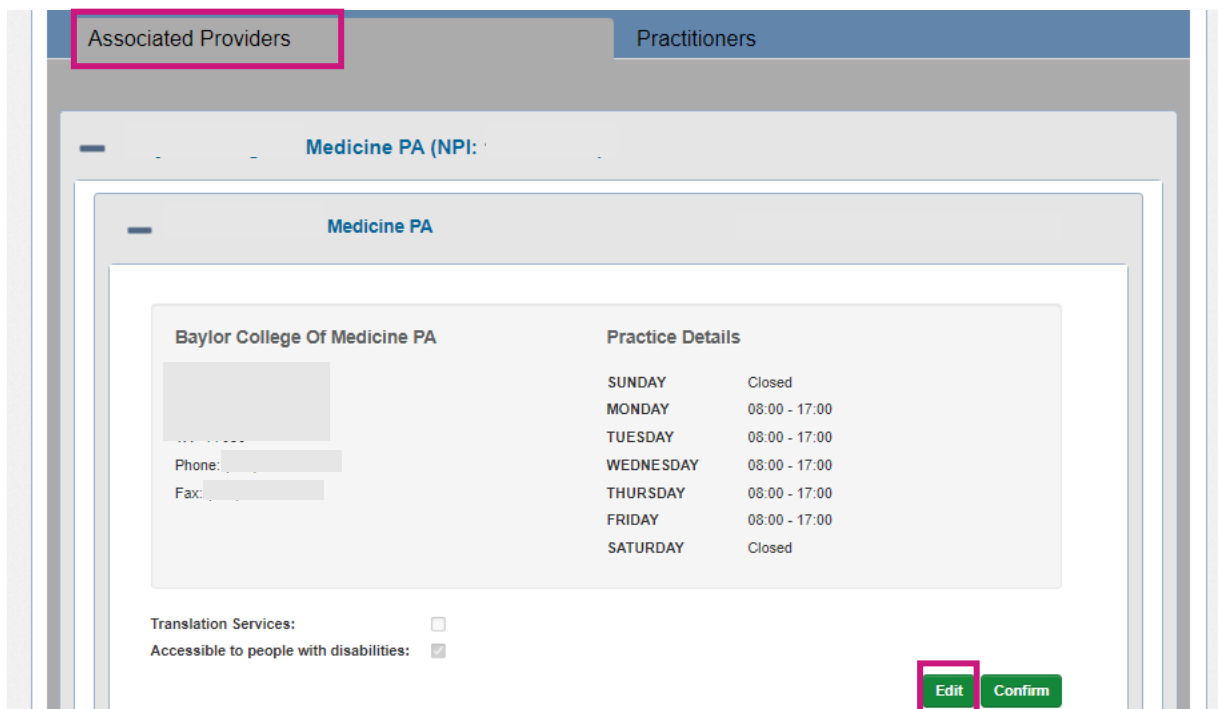 Associated Providers
Practitioners
Medicine PA (NPI:
Medicine PA
Baylor College Of Medicine PA
Practice Details
SUNDAY Closed
MONDAY 08:00 - 17:00
TUESDAY 08:00 - 17:00
Phone:
WEDNESDAY 08:00 - 17:00
Fax:
THURSDAY 08:00 - 17:00
FRIDAY 08:00 - 17:00
SATURDAY Closed
Translation Services:
Accessible to people with disabilities:
Edit
Confirm